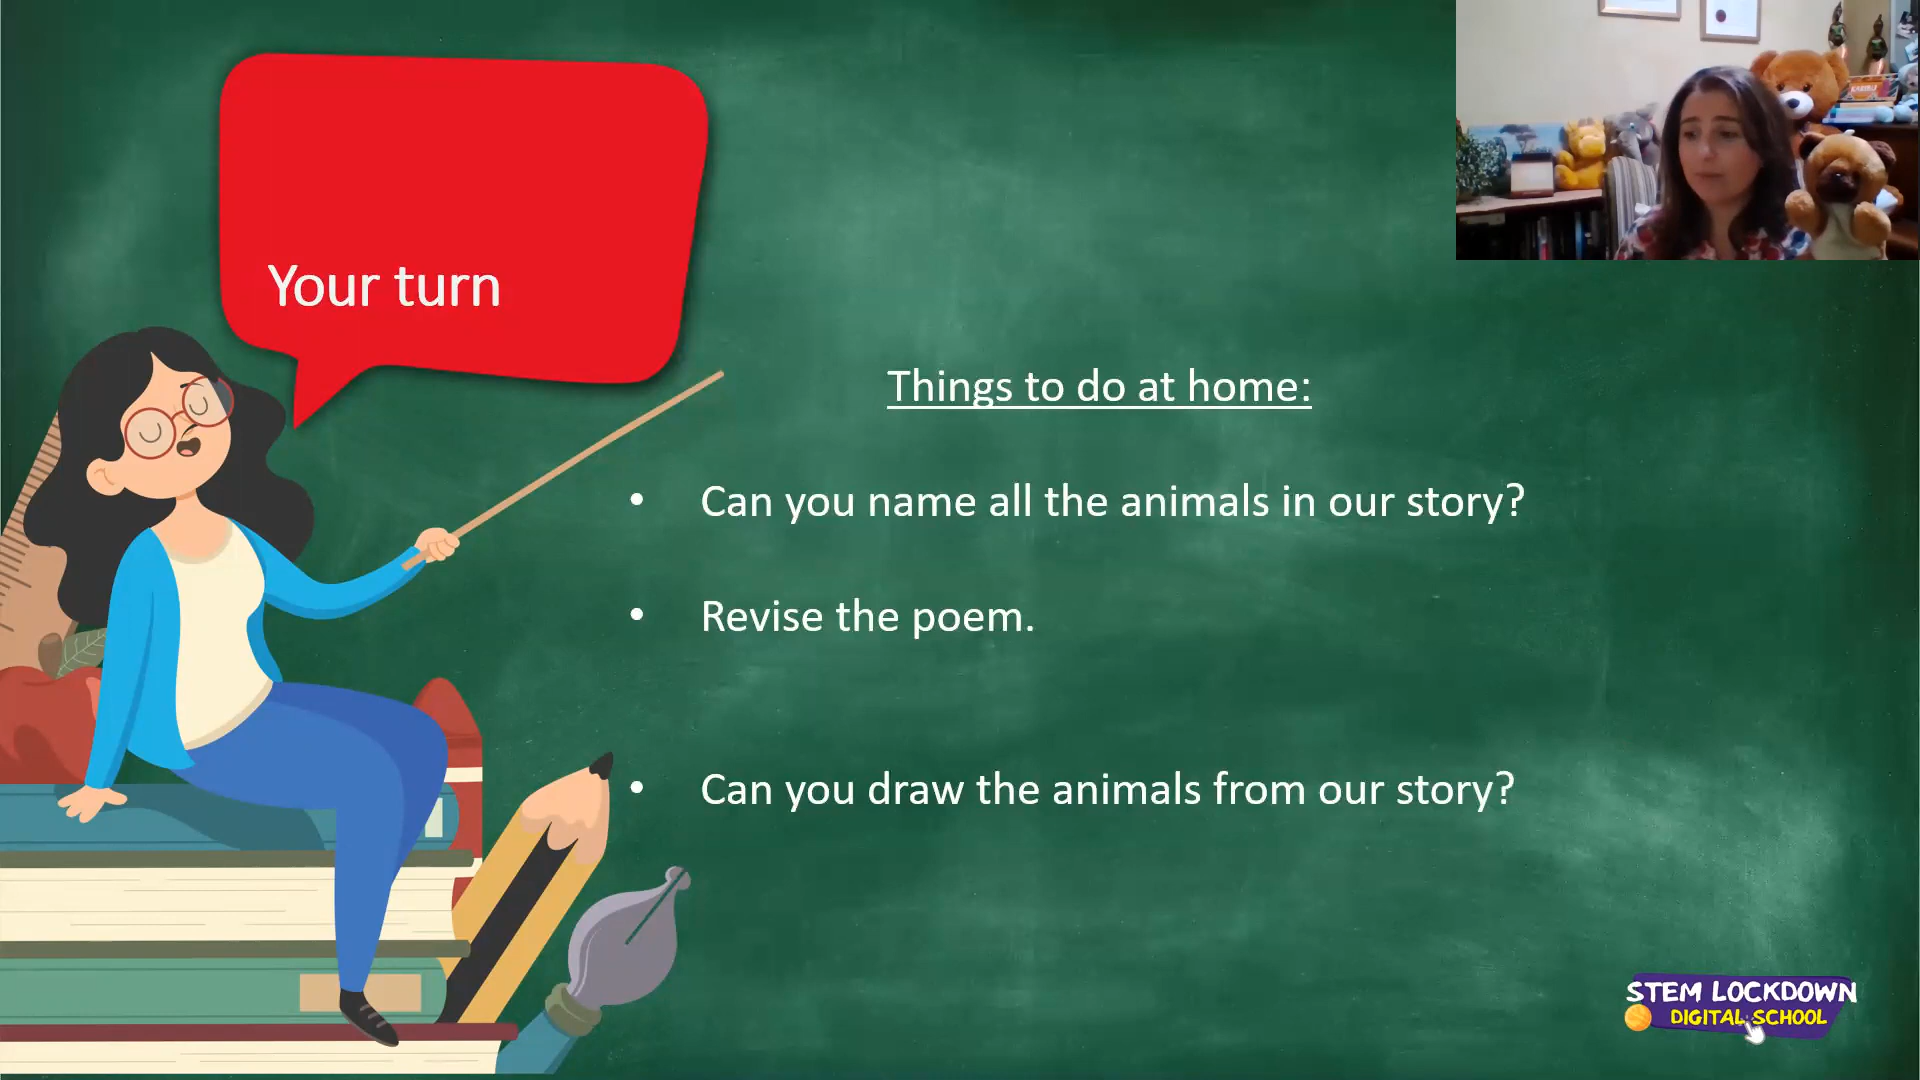 Your turn
Things to do at home:
• Can you name all the animals in our story?
• Revise the poem.
• Can you draw the animals from our story?
STEM LOCKDOWN
DIGITAL SCHOOL